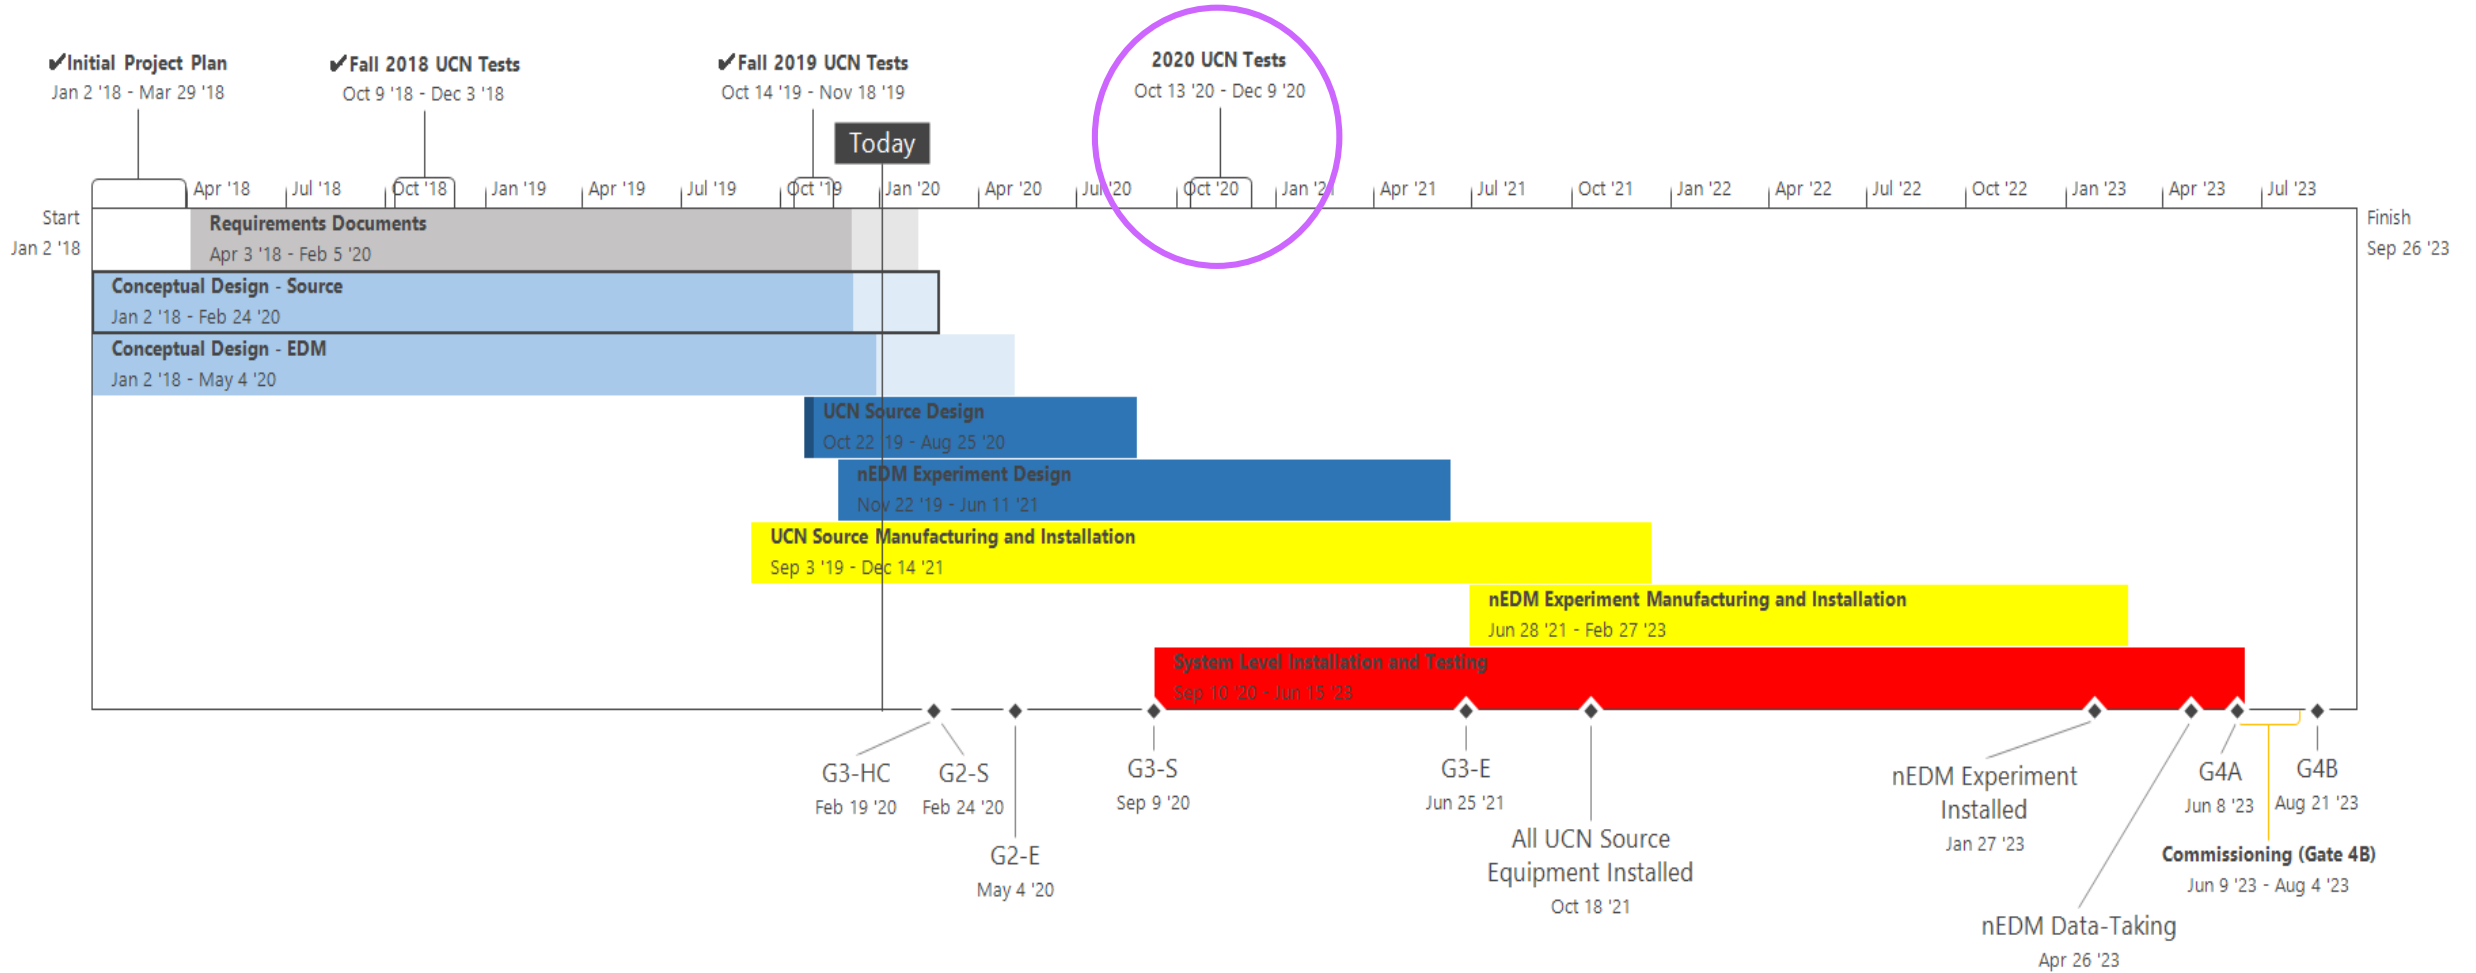 ✔Initial Project Plan
Jan 2 '18 - Mar 29 '18
✔Fall 2018 UCN Tests
Oct 9 '18 - Dec 3 '18
✔Fall 2019 UCN Tests
Oct 14 '19 - Nov 18 '19
2020 UCN Tests
Oct 13 '20 - Dec 9 '20
Today
Apr '18 Jul '18 Oct '18 Jan '19 Apr '19 Jul '19 Oct '19 Jan '20 Apr '20 Jul '20 Oct '20 Jan '21 Apr '21 Jul '21 Oct '21 Jan '22 Apr '22 Jul '22 Oct '22 Jan '23 Apr '23 Jul '23
Start
Jan 2 '18
Finish
Sep 26 '23
Requirements Documents
Apr 3 '18 - Feb 5 '20
Conceptual Design - Source
Jan 2 '18 - Feb 24 '20
Conceptual Design - EDM
Jan 2 '18 - May 4 '20
UCN Source Design
Oct 22 '19 - Aug 25 '20
nEDM Experiment Design
Nov 22 '19 - Jun 11 '21
UCN Source Manufacturing and Installation
Sep 3 '19 - Dec 14 '21
nEDM Experiment Manufacturing and Installation
Jun 28 '21 - Feb 27 '23
System Level Installation and Testing
Sep 10 '20 - Jun 15 '23
G3-HC
Feb 19 '20
G2-S
Feb 24 '20
G2-E
May 4 '20
G3-S
Sep 9 '20
G3-E
Jun 25 '21
All UCN Source
Equipment Installed
Oct 18 '21
nEDM Experiment
Installed
Jan 27 '23
nEDM Data-Taking
Apr 26 '23
G4A
Jun 8 '23
G4B
Aug 21 '23
Commissioning (Gate 4B)
Jun 9 '23 - Aug 4 '23